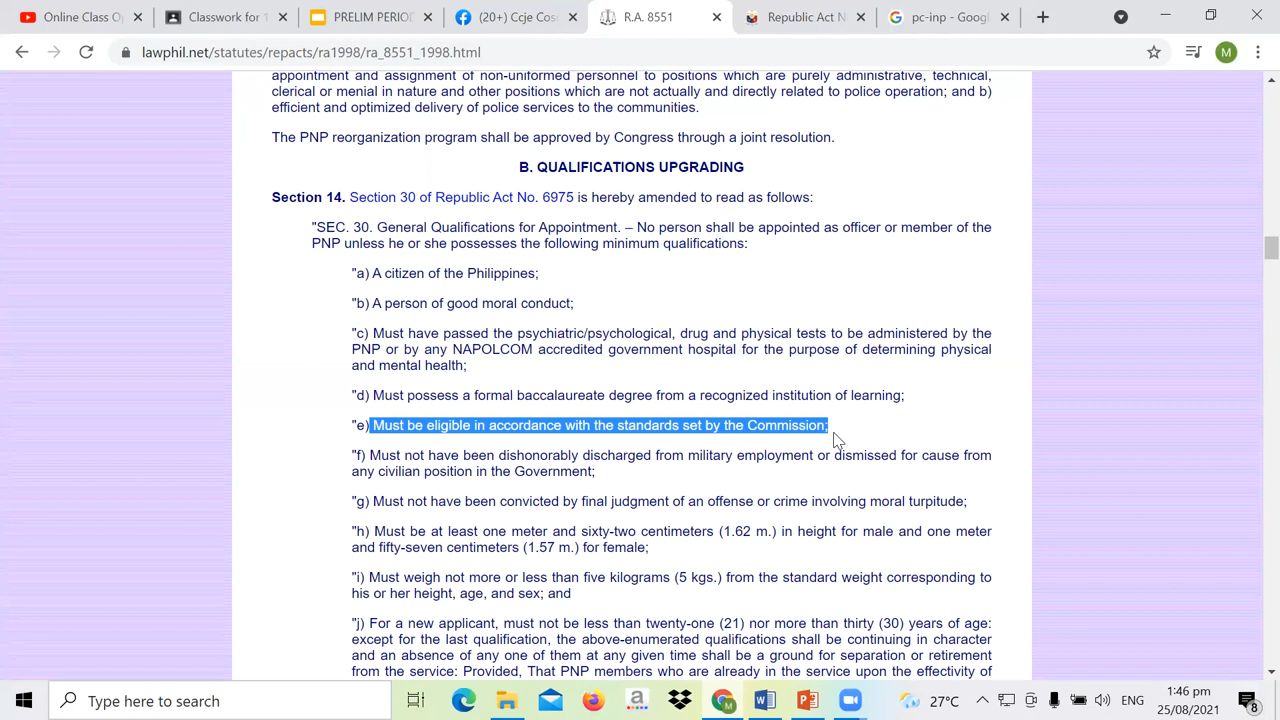 Online Class Op
Classwork for 1
PRELIM PERIOD
(20+) Ccje Cos
R.A. 8551
Republic Act N
pc-inp - Googl
lawphil.net/statutes/repacts/ra1998/ra_8551_1998.html
M
appointment and assignment of non-uniformed personnel to positions which are purely administrative, technical,
clerical or menial in nature and other positions which are not actually and directly related to police operation; and b)
efficient and optimized delivery of police services to the communities.
The PNP reorganization program shall be approved by Congress through a joint resolution.
B. QUALIFICATIONS UPGRADING
Section 14. Section 30 of Republic Act No. 6975 is hereby amended to read as follows:
"SEC. 30. General Qualifications for Appointment. – No person shall be appointed as officer or member of the
PNP unless he or she possesses the following minimum qualifications:
"a) A citizen of the Philippines;
"b) A person of good moral conduct;
"c) Must have passed the psychiatric/psychological, drug and physical tests to be administered by the
PNP or by any NAPOLCOM accredited government hospital for the purpose of determining physical
and mental health;
"d) Must possess a formal baccalaureate degree from a recognized institution of learning;
"e) Must be eligible in accordance with the standards set by the Commission;
"f) Must not have been dishonorably discharged from military employment or dismissed for cause from
any civilian position in the Government;
"g) Must not have been convicted by final judgment of an offense or crime involving moral turpitude;
"h) Must be at least one meter and sixty-two centimeters (1.62 m.) in height for male and one meter
and fifty-seven centimeters (1.57 m.) for female;
"i) Must weigh not more or less than five kilograms (5 kgs.) from the standard weight corresponding to
his or her height, age, and sex; and
"j) For a new applicant, must not be less than twenty-one (21) nor more than thirty (30) years of age:
except for the last qualification, the above-enumerated qualifications shall be continuing in character
and an absence of any one of them at any given time shall be a ground for separation or retirement
from the service: Provided, That PNP members who are already in the service upon the effectivity of
Type here to search
27°C
ENG
1:46 pm
25/08/2021
8